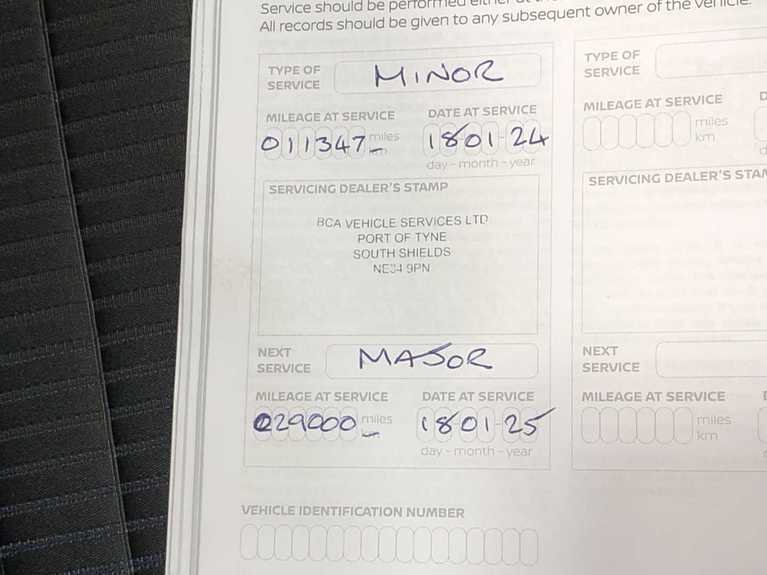 Service should be performed either at the
All records should be given to any subsequent owner of the vehicle.
TYPE OF SERVICE MINOR
MILEAGE AT SERVICE DATE AT SERVICE
011347 miles km 18 01 24
day - month - year
SERVICING DEALER'S STAMP
BCA VEHICLE SERVICES LTD
PORT OF TYNE
SOUTH SHIELDS
NE34 9PN
NEXT SERVICE MAJOR
MILEAGE AT SERVICE DATE AT SERVICE
029000 miles 18 01 25
day - month - year
VEHICLE IDENTIFICATION NUMBER
TYPE OF SERVICE
MILEAGE AT SERVICE
miles
km
SERVICING DEALER'S STAM
NEXT SERVICE
MILEAGE AT SERVICE
miles
km